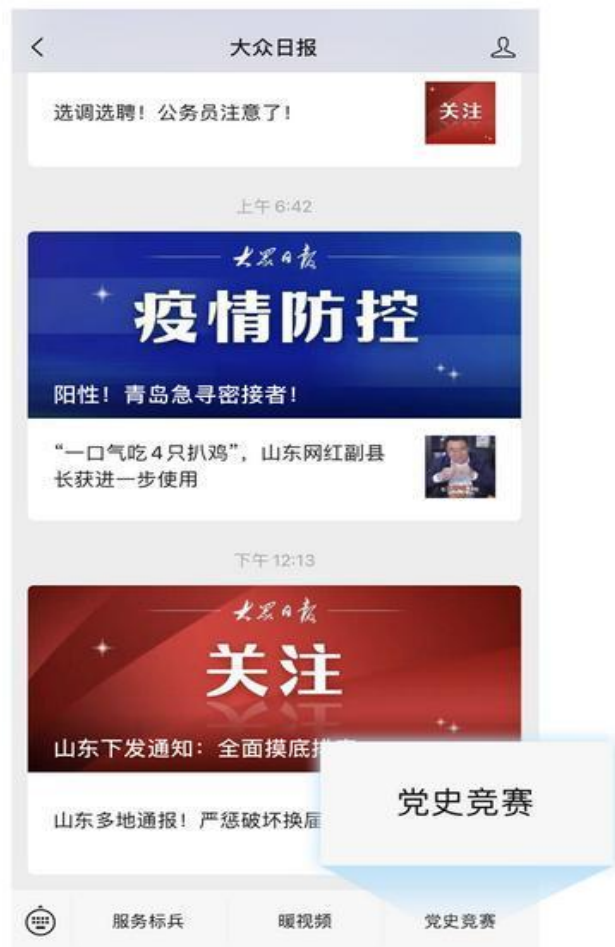 大众日报
选调选聘！公务员注意了！
关注
上午 6:42
大众日报
疫情防控
阳性！青岛急寻密接者！
“一口气吃4只扒鸡”，山东网红副县
长获进一步使用
下午 12:13
大众日报
关注
山东下发通知：全面摸底排查
山东多地通报！严惩破坏换届
党史竞赛
服务标兵
暖视频
党史竞赛